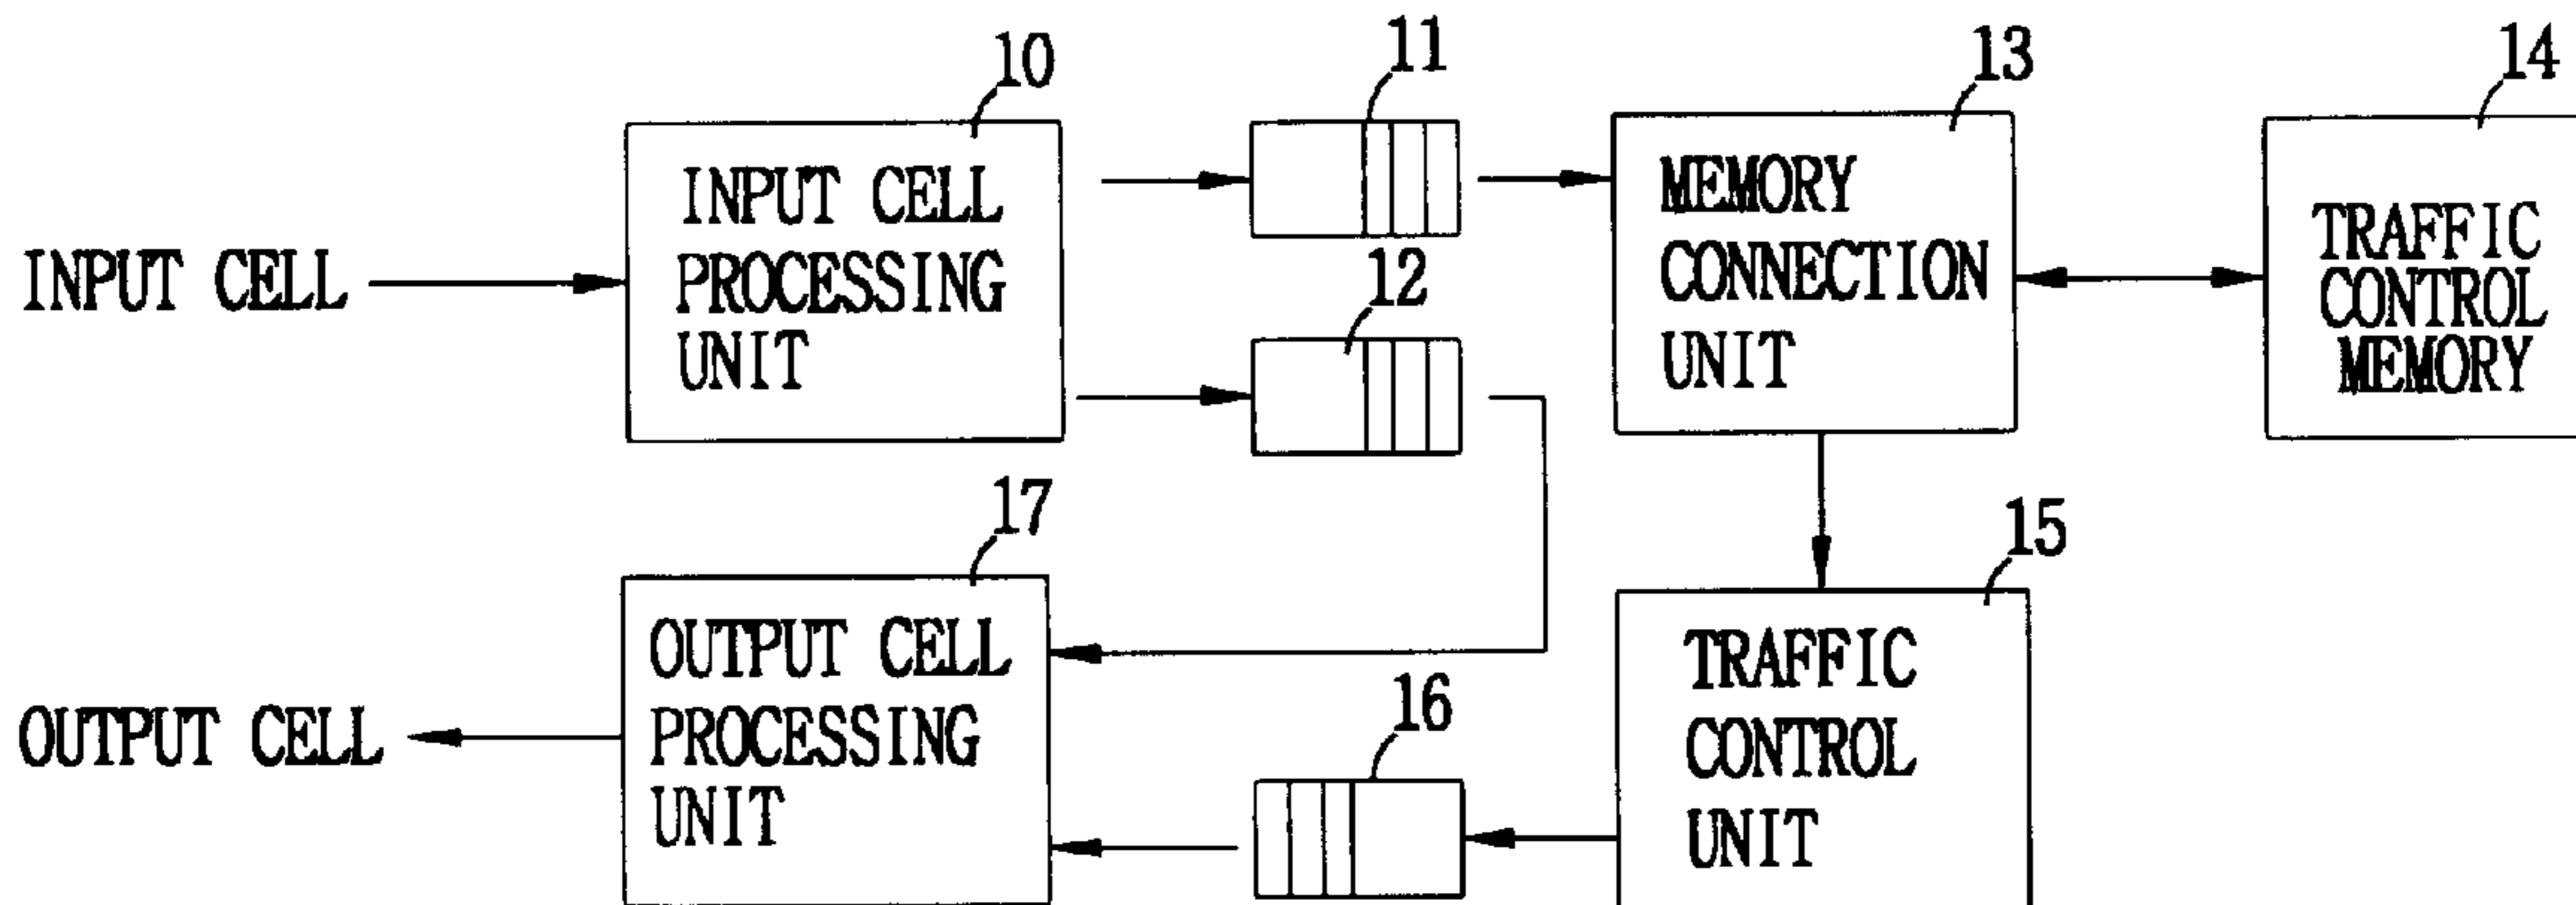 10
11
13
14
INPUT CELL
INPUT CELL
PROCESSING
UNIT
12
MEMORY
CONNECTION
UNIT
TRAFFIC
CONTROL
MEMORY
17
15
16
OUTPUT CELL
OUTPUT CELL
PROCESSING
UNIT
TRAFFIC
CONTROL
UNIT